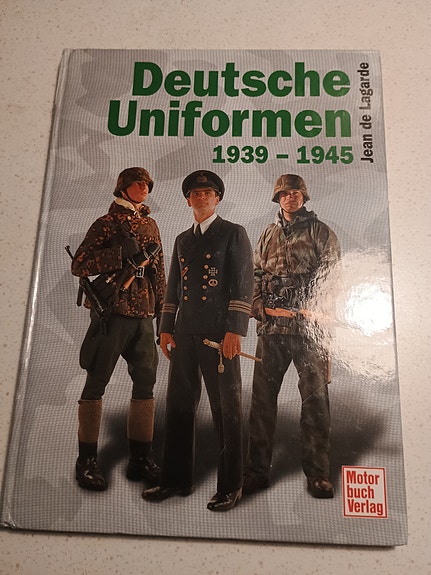 Deutsche
Uniformen
1939 – 1945
Jean de Lagarde
Motor
buch
Verlag